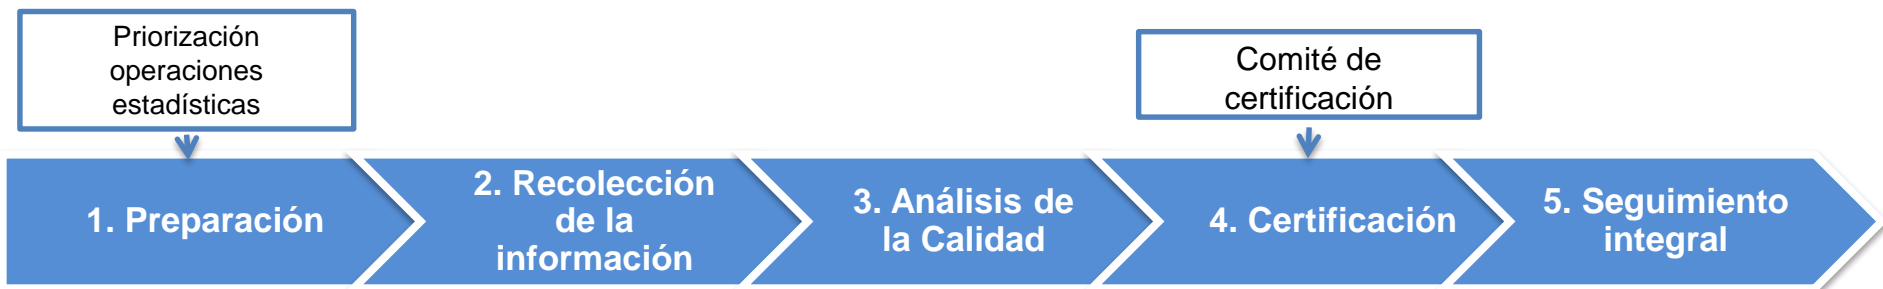 Priorización
operaciones
estadísticas
Comité de
certificación
1. Preparación
2. Recolección
de la
información
3. Análisis de
la Calidad
4. Certificación
5. Seguimiento
integral